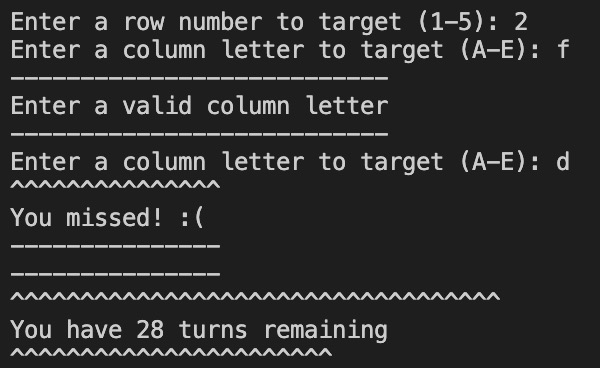 Enter a row number to target (1-5): 2
Enter a column letter to target (A-E): f
---------------------------
Enter a valid column letter
---------------------------
Enter a column letter to target (A-E): d
^^^^^^^^^^^^^^^
You missed! :(
---------------
---------------
^^^^^^^^^^^^^^^^^^^^^^^^^^^^^^^^^^^
You have 28 turns remaining
^^^^^^^^^^^^^^^^^^^^^^^